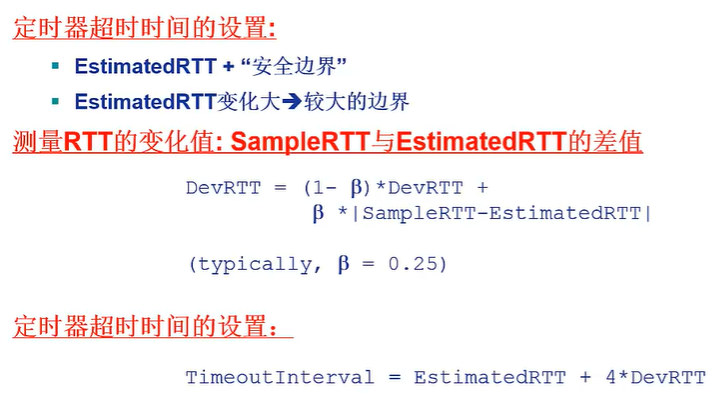 定时器超时时间的设置:
▪ EstimatedRTT + “安全边界”
▪ EstimatedRTT变化大➔较大的边界
测量RTT的变化值: SampleRTT与EstimatedRTT的差值
DevRTT = (1- β)*DevRTT +
β *|SampleRTT-EstimatedRTT|
(typically, β = 0.25)
定时器超时时间的设置：
TimeoutInterval = EstimatedRTT + 4*DevRTT